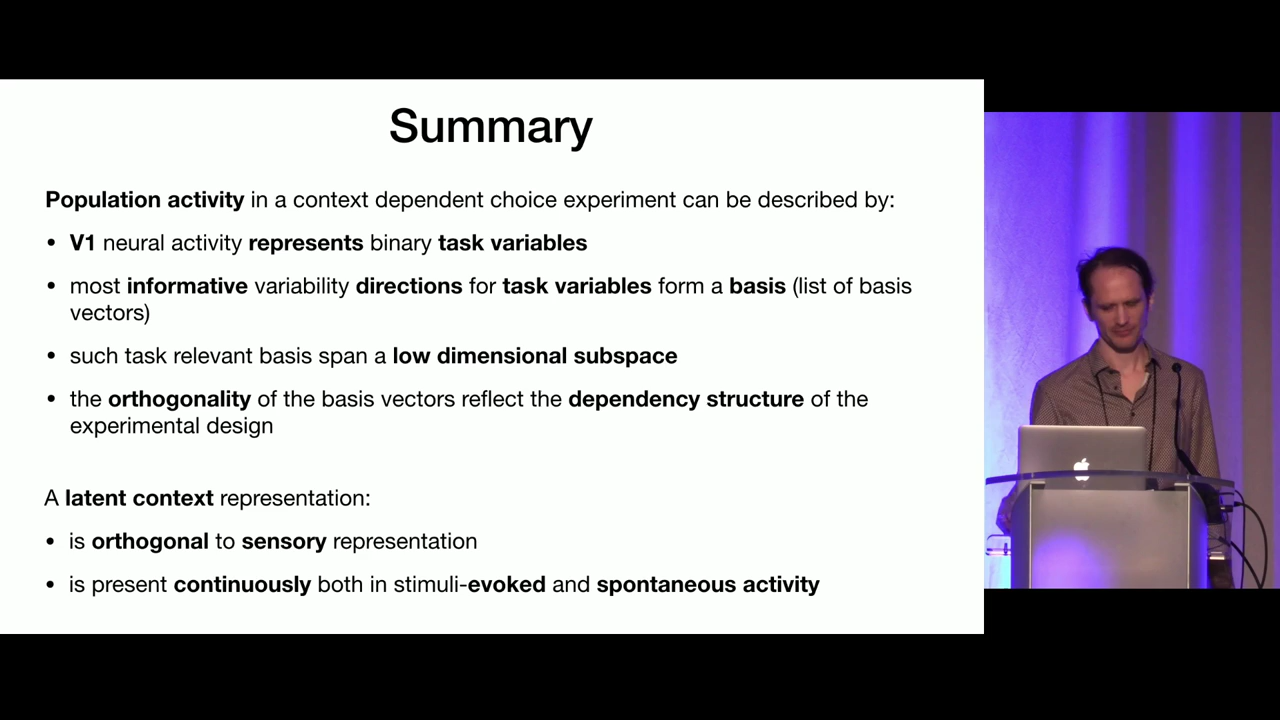 Summary
Population activity in a context dependent choice experiment can be described by:
• V1 neural activity represents binary task variables
• most informative variability directions for task variables form a basis (list of basis
vectors)
• such task relevant basis span a low dimensional subspace
• the orthogonality of the basis vectors reflect the dependency structure of the
experimental design
A latent context representation:
• is orthogonal to sensory representation
• is present continuously both in stimuli-evoked and spontaneous activity